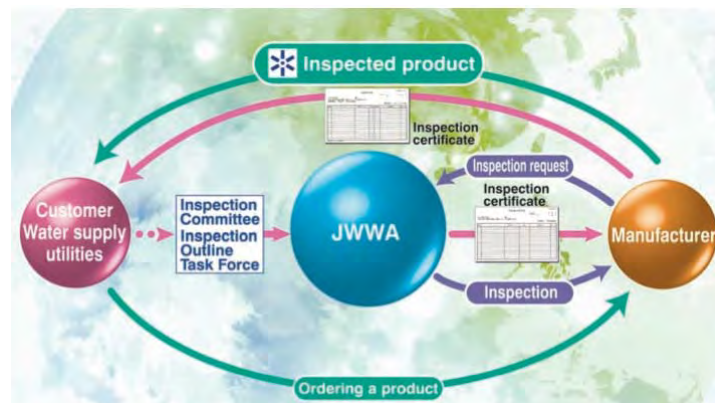 Inspected product
Inspection
certificate
Inspection request
Inspection
certificate
Customer
Water supply
utilities
Inspection
Committee
Inspection
Outline
Task Force
JWWA
Manufacturer
Inspection
Ordering a product